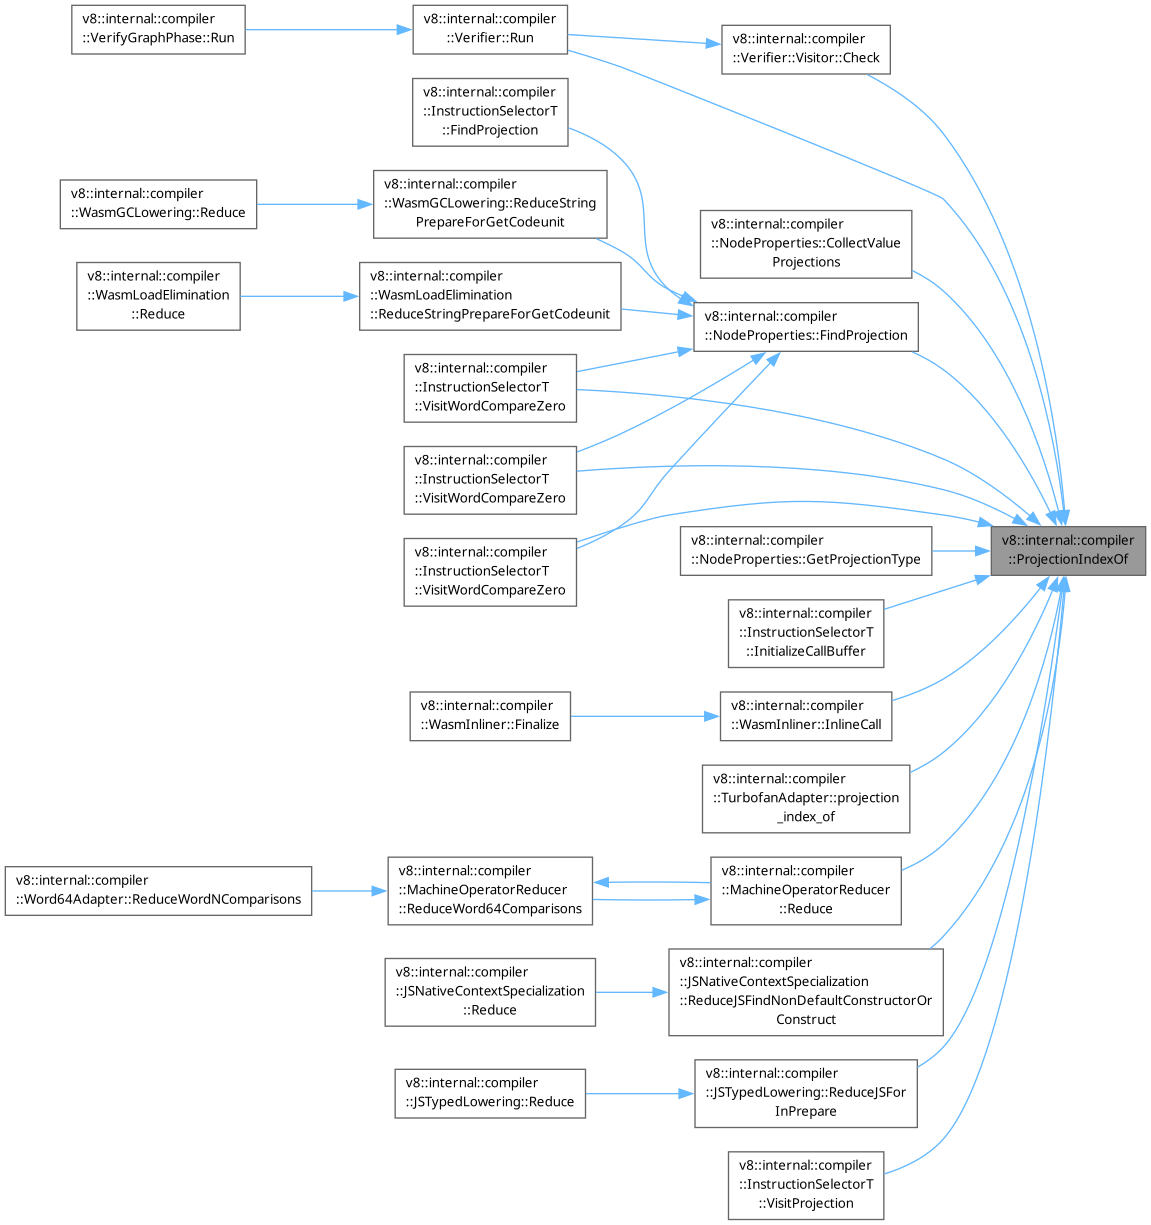 v8::internal::compiler
::VerifyGraphPhase::Run
v8::internal::compiler
::Verifier::Run
v8::internal::compiler
::Verifier::Visitor::Check
v8::internal::compiler
::InstructionSelectorT
::FindProjection
v8::internal::compiler
::WasmGCLowering::Reduce
v8::internal::compiler
::WasmGCLowering::ReduceString
PrepareForGetCodeunit
v8::internal::compiler
::NodeProperties::CollectValue
Projections
v8::internal::compiler
::WasmLoadElimination
::Reduce
v8::internal::compiler
::WasmLoadElimination
::ReduceStringPrepareForGetCodeunit
v8::internal::compiler
::NodeProperties::FindProjection
v8::internal::compiler
::InstructionSelectorT
::VisitWordCompareZero
v8::internal::compiler
::InstructionSelectorT
::VisitWordCompareZero
v8::internal::compiler
::InstructionSelectorT
::VisitWordCompareZero
v8::internal::compiler
::NodeProperties::GetProjectionType
v8::internal::compiler
::ProjectionIndexOf
v8::internal::compiler
::InstructionSelectorT
::InitializeCallBuffer
v8::internal::compiler
::WasmInliner::Finalize
v8::internal::compiler
::WasmInliner::InlineCall
v8::internal::compiler
::TurbofanAdapter::projection
_index_of
v8::internal::compiler
::Word64Adapter::ReduceWordNComparisons
v8::internal::compiler
::MachineOperatorReducer
::ReduceWord64Comparisons
v8::internal::compiler
::MachineOperatorReducer
::Reduce
v8::internal::compiler
::JSNativeContextSpecialization
::Reduce
v8::internal::compiler
::JSNativeContextSpecialization
::ReduceJSFindNonDefaultConstructorOr
Construct
v8::internal::compiler
::JSTypedLowering::Reduce
v8::internal::compiler
::JSTypedLowering::ReduceJSFor
InPrepare
v8::internal::compiler
::InstructionSelectorT
::VisitProjection